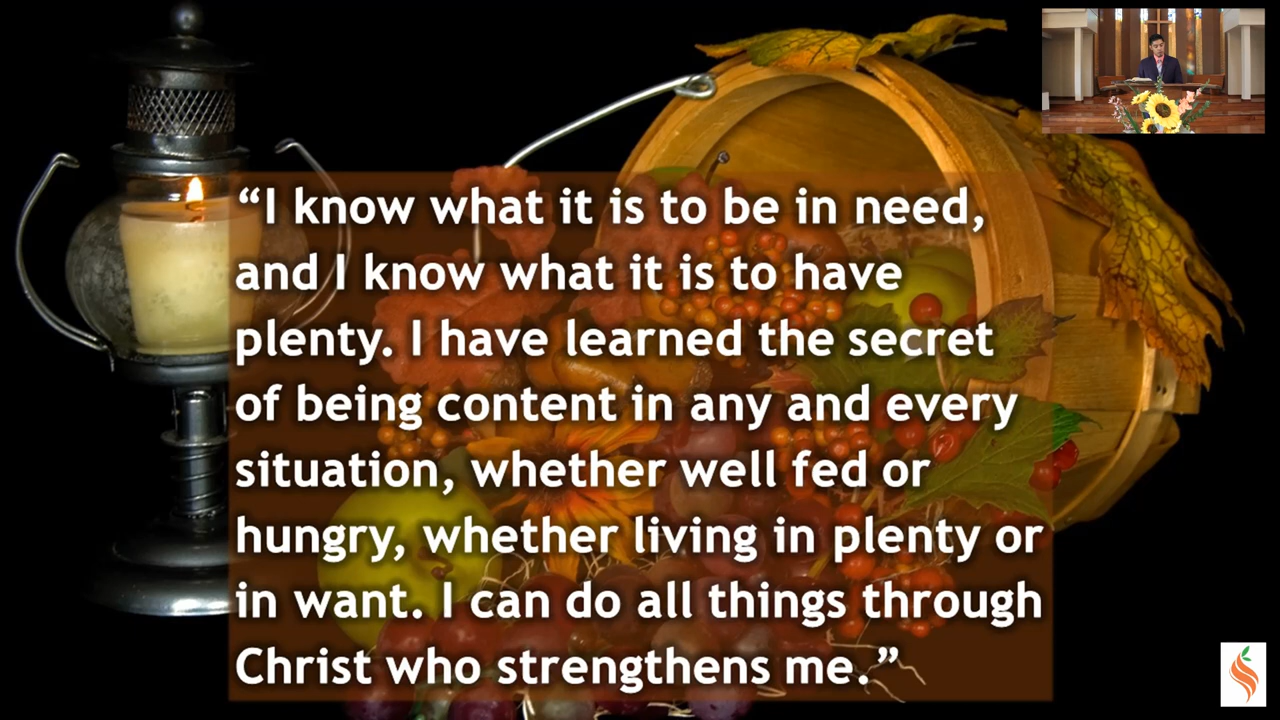 “I know what it is to be in need,
and I know what it is to have
plenty. I have learned the secret
of being content in any and every
situation, whether well fed or
hungry, whether living in plenty or
in want. I can do all things through
Christ who strengthens me.”